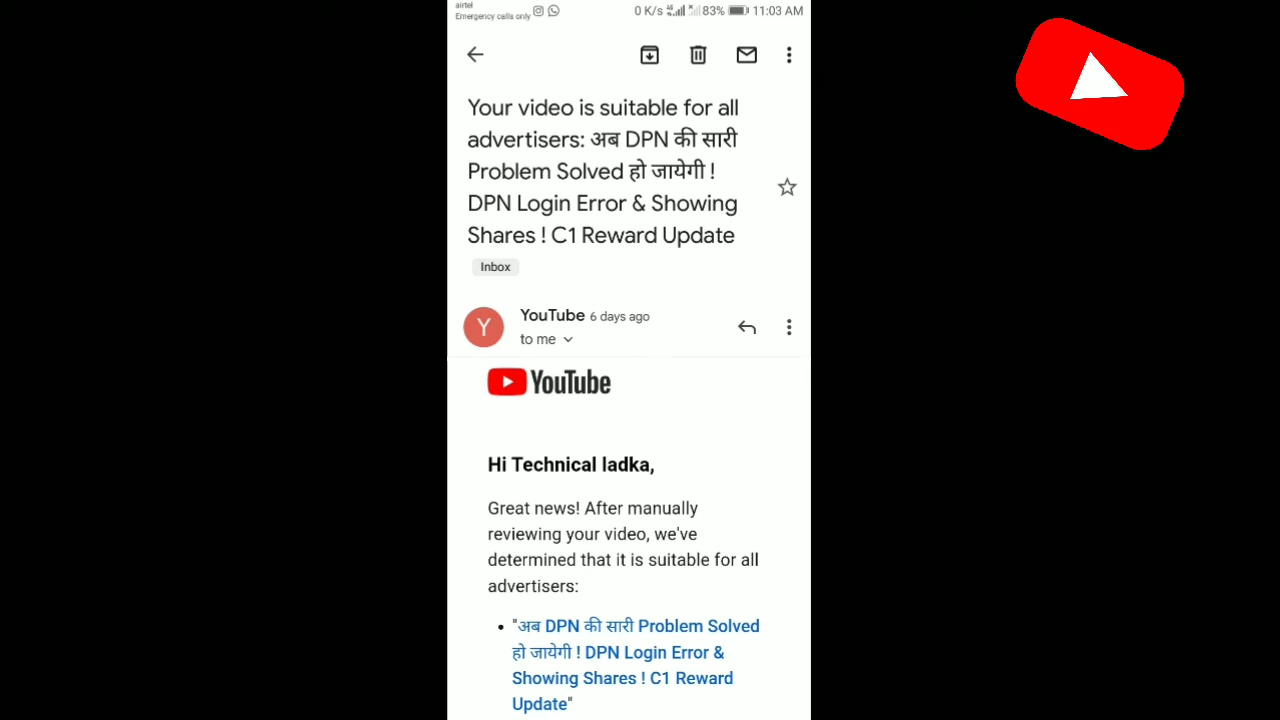 airtel
Emergency calls only
0 K/s 83% 11:03 AM
Your video is suitable for all
advertisers: अब DPN की सारी
Problem Solved हो जायेगी !
DPN Login Error & Showing
Shares ! C1 Reward Update
Inbox
Y
YouTube 6 days ago
to me
YouTube
Hi Technical ladka,
Great news! After manually
reviewing your video, we've
determined that it is suitable for all
advertisers:
• "अब DPN की सारी Problem Solved
हो जायेगी ! DPN Login Error &
Showing Shares ! C1 Reward
Update"